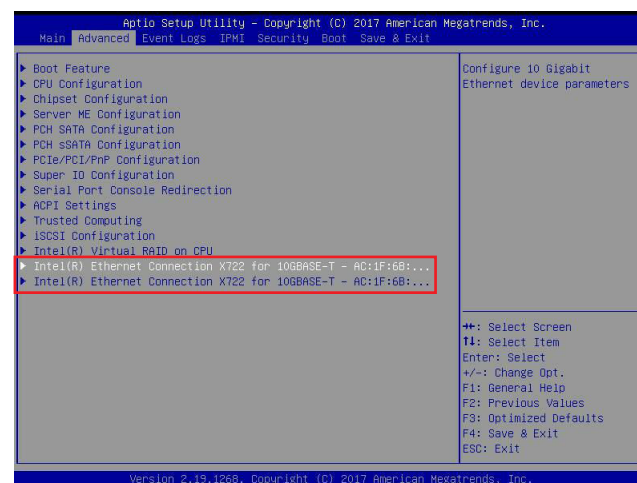 Aptio Setup Utility – Copyright (C) 2017 American Megatrends, Inc.
Main Advanced Event Logs IPMI Security Boot Save & Exit
Boot Feature
CPU Configuration
Chipset Configuration
Server ME Configuration
PCH SATA Configuration
PCH sSATA Configuration
PCIe/PCI/PnP Configuration
Super IO Configuration
Serial Port Console Redirection
ACPI Settings
Trusted Computing
iSCSI Configuration
Intel(R) Virtual RAID on CPU
Intel(R) Ethernet Connection X722 for 10GBASE-T – AC:1F:6B:...
Intel(R) Ethernet Connection X722 for 10GBASE-T – AC:1F:6B:...
Configure 10 Gigabit
Ethernet device parameters
→←: Select Screen
↑↓: Select Item
Enter: Select
+/-: Change Opt.
F1: General Help
F2: Previous Values
F3: Optimized Defaults
F4: Save & Exit
ESC: Exit
Version 2.19.1268. Copyright (C) 2017 American Megatrends, Inc.